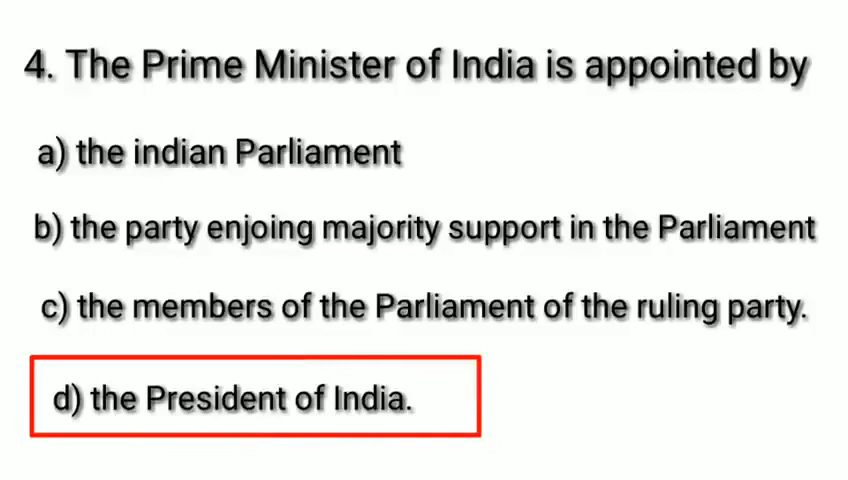 4. The Prime Minister of India is appointed by
a) the indian Parliament
b) the party enjoing majority support in the Parliament
c) the members of the Parliament of the ruling party.
d) the President of India.